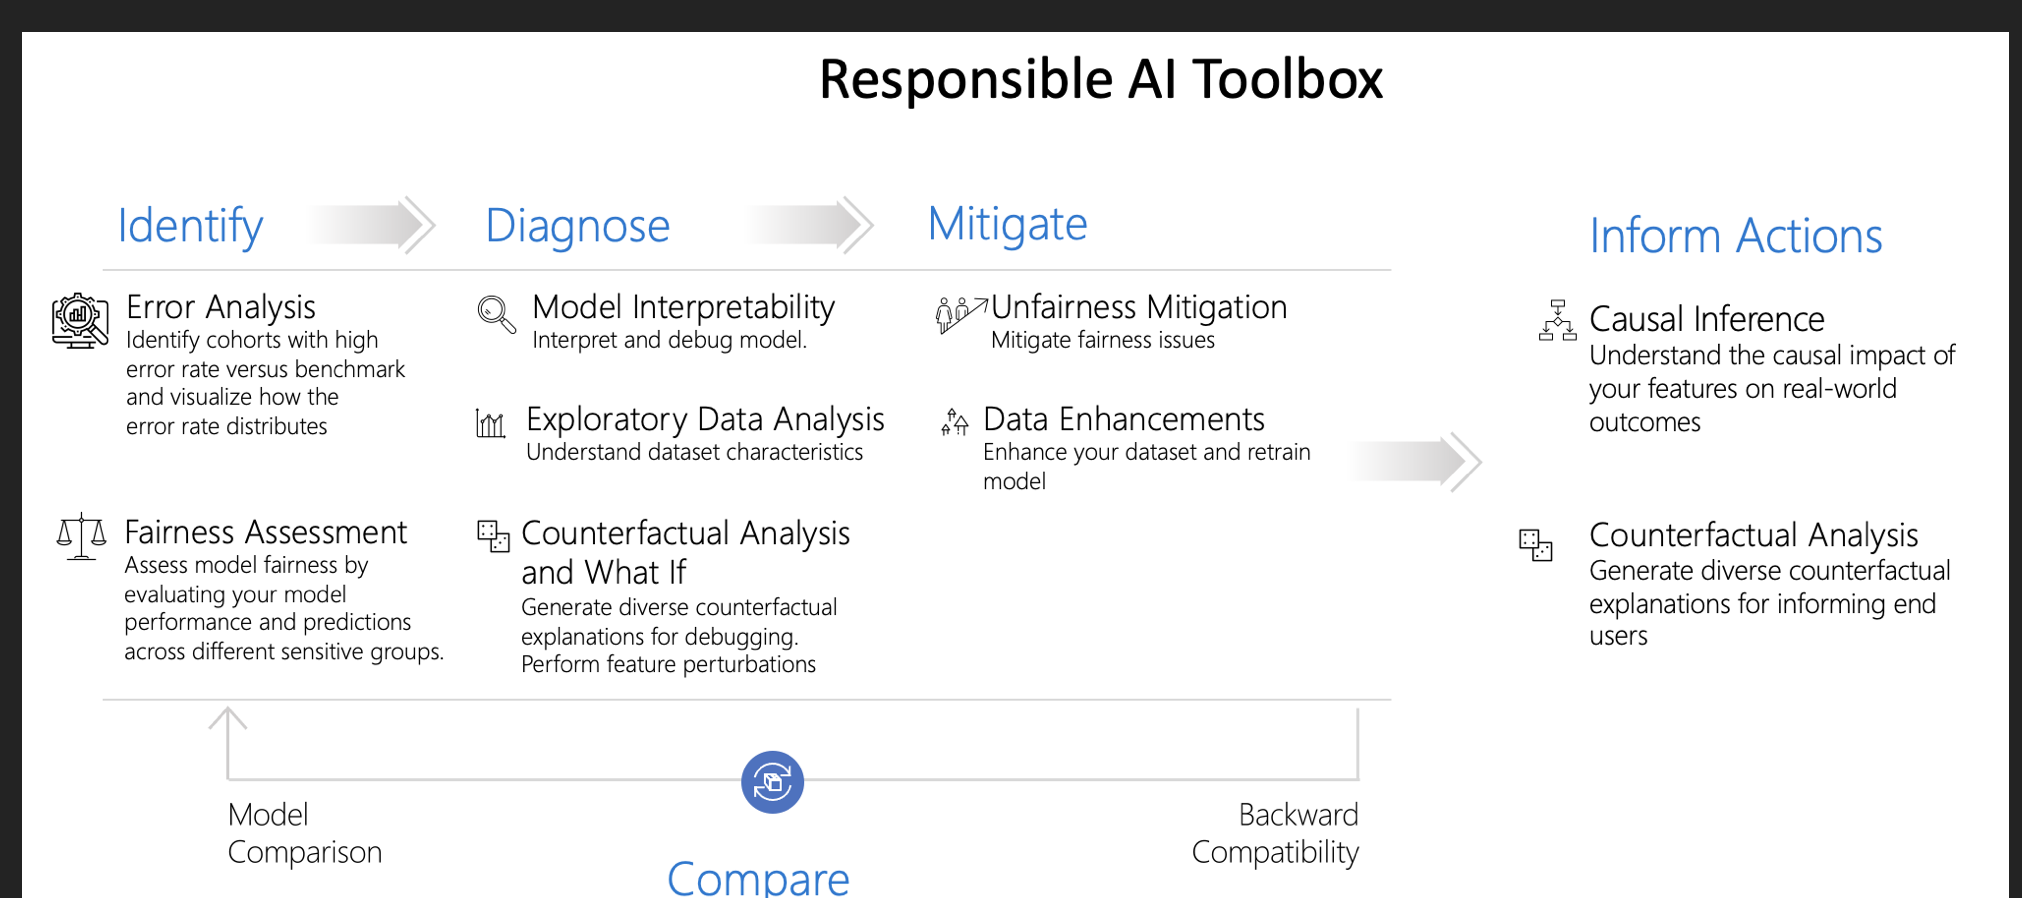 Responsible AI Toolbox
Identify
Diagnose
Mitigate
Inform Actions
Error Analysis
Identify cohorts with high
error rate versus benchmark
and visualize how the
error rate distributes
Fairness Assessment
Assess model fairness by
evaluating your model
performance and predictions
across different sensitive groups.
Model Interpretability
Interpret and debug model.
Exploratory Data Analysis
Understand dataset characteristics
Counterfactual Analysis
and What If
Generate diverse counterfactual
explanations for debugging.
Perform feature perturbations
Unfairness Mitigation
Mitigate fairness issues
Data Enhancements
Enhance your dataset and retrain
model
Causal Inference
Understand the causal impact of
your features on real-world
outcomes
Counterfactual Analysis
Generate diverse counterfactual
explanations for informing end
users
Model
Comparison
Compare
Backward
Compatibility